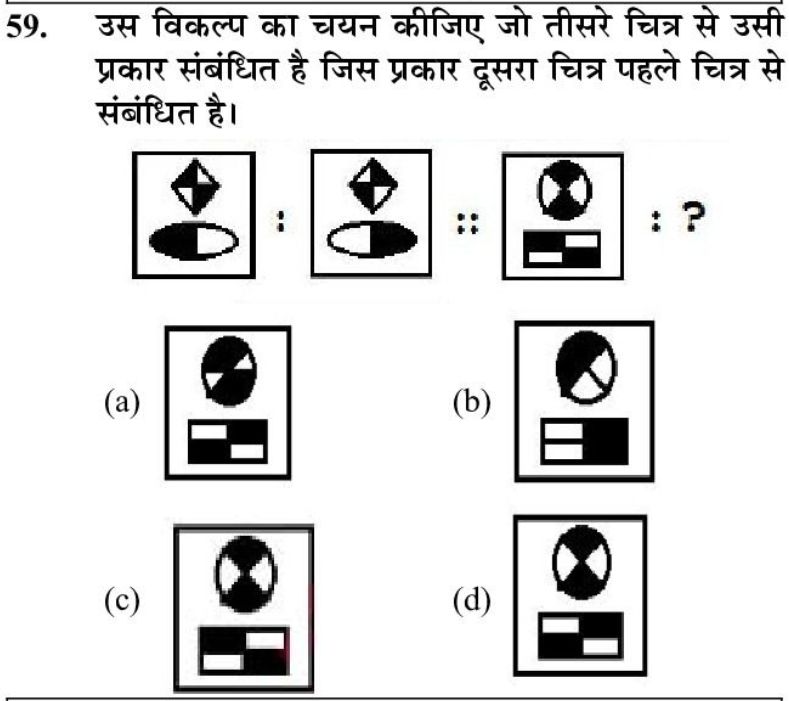 59. उस विकल्प का चयन कीजिए जो तीसरे चित्र से उसी
प्रकार संबंधित है जिस प्रकार दूसरा चित्र पहले चित्र से
संबंधित है।
: :: : ?
(a) (b)
(c) (d)